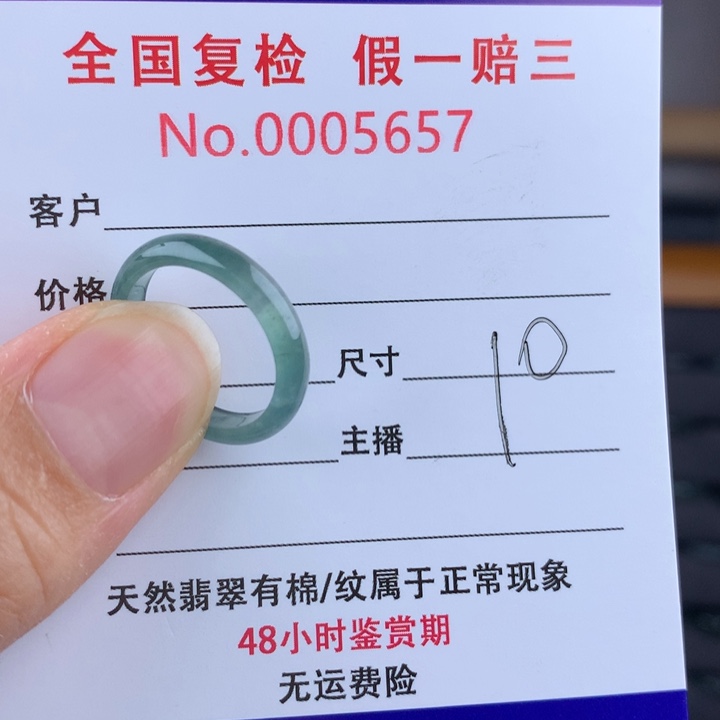 全国复检 假一赔三
No.0005657
客户
价格
尺寸 10
主播
天然翡翠有棉/纹属于正常现象
48小时鉴赏期
无运费险